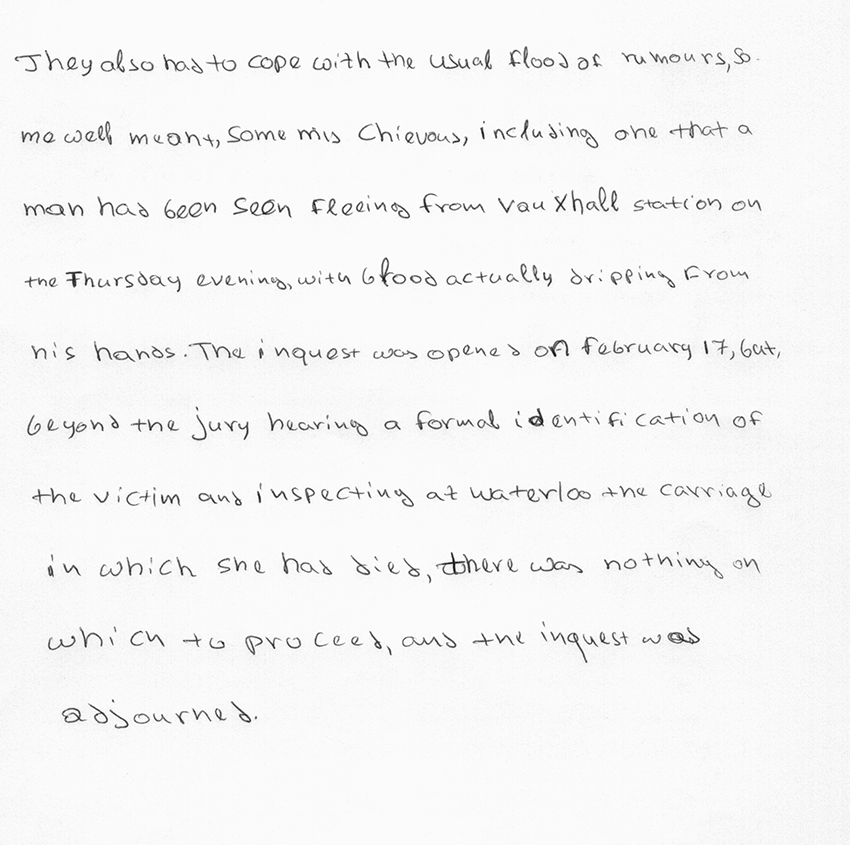 They also had to cope with the usual flood of rumours, so-
me well meant, some mis chievous, including one that a
man had been seen fleeing from Vauxhall station on
the Thursday evening, with blood actually dripping from
his hands. The inquest was opened on February 17, but,
beyond the jury hearing a formal identification of
the victim and inspecting at Waterloo the carriage
in which she had died, there was nothing on
which to proceed, and the inquest was
adjourned.